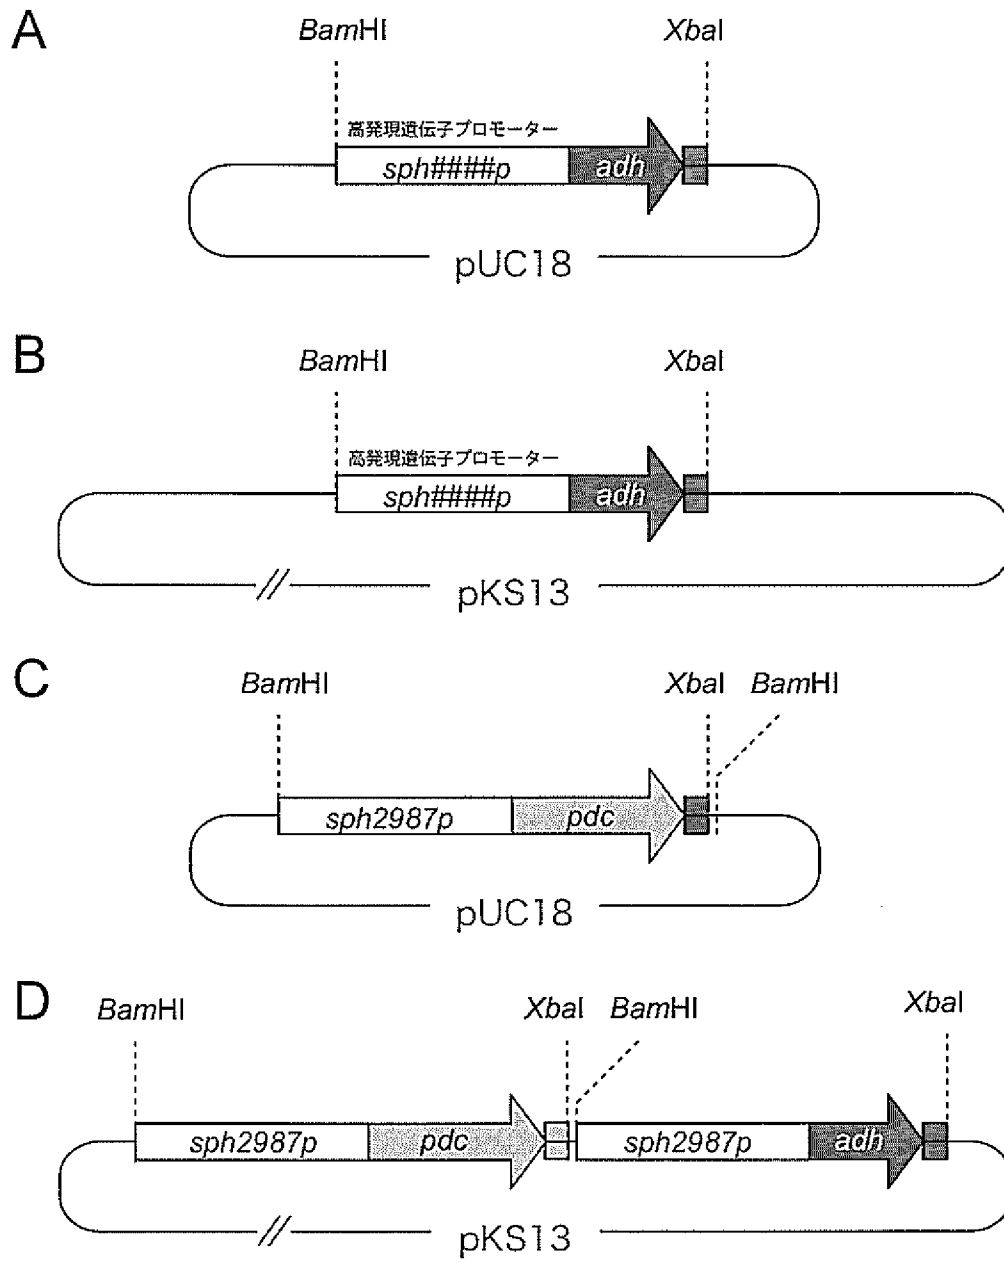 A
BamHI XbaI
高発現遺伝子プロモーター
sph####p adh
pUC18
B
BamHI XbaI
高発現遺伝子プロモーター
sph####p adh
pKS13
C
BamHI XbaI BamHI
sph2987p pdc
pUC18
D
BamHI XbaI BamHI XbaI
sph2987p pdc sph2987p adh
pKS13